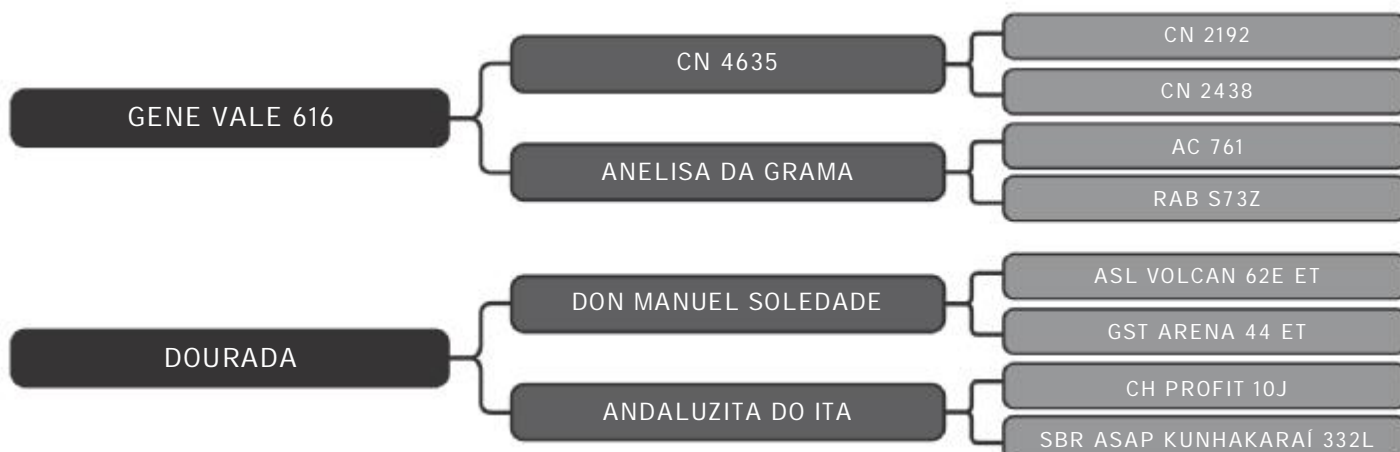 GENE VALE 616
CN 4635
CN 2192
CN 2438
ANELISA DA GRAMA
AC 761
RAB S73Z
DOURADA
DON MANUEL SOLEDADE
ASL VOLCAN 62E ET
GST ARENA 44 ET
ANDALUZITA DO ITA
CH PROFIT 10J
SBR ASAP KUNHAKARAÍ 332L